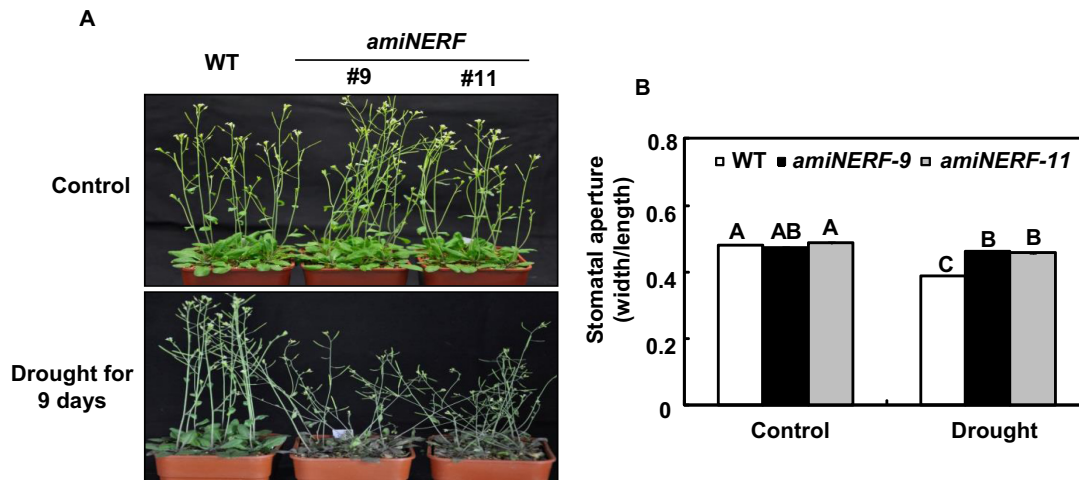 A
amiNERF
WT
#9
#11
Control
Drought for
9 days
B
Stomatal aperture
(width/length)
0.8
0.6
0.4
0.2
0
WT amiNERF-9 amiNERF-11
A AB A
C B B
Control Drought